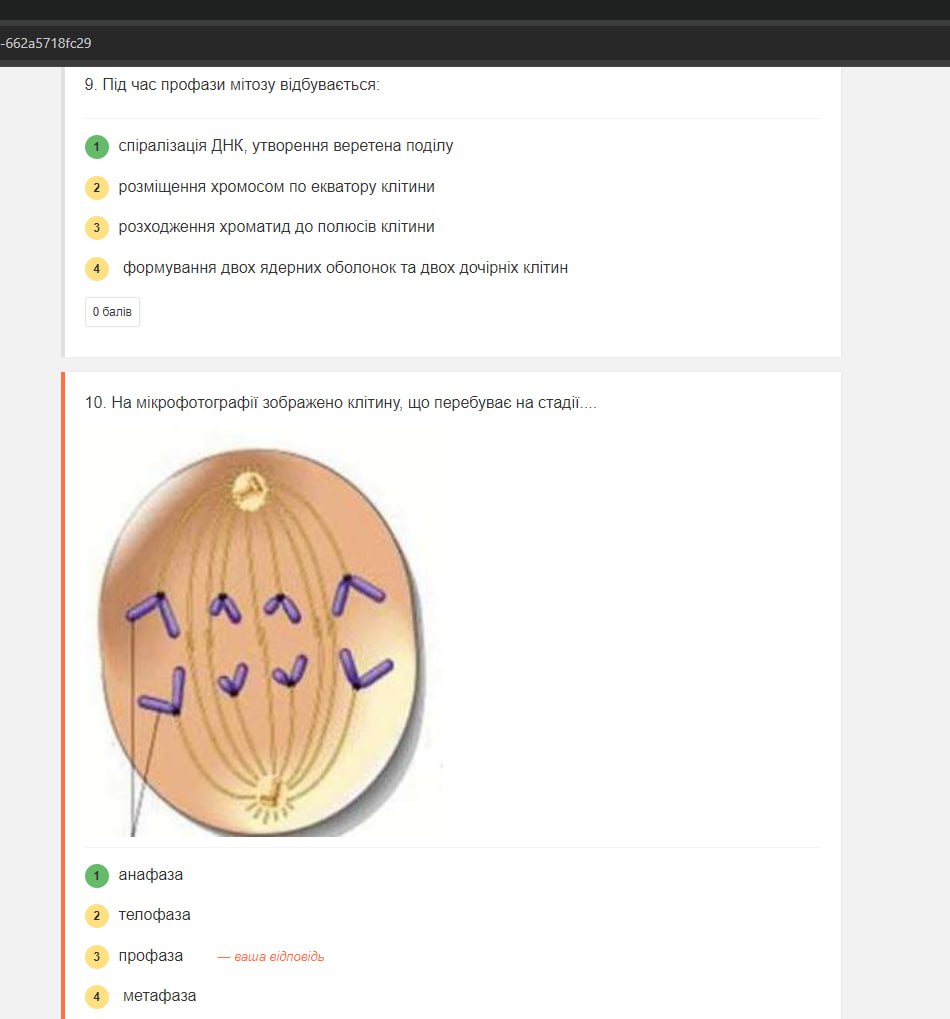 -662a5718fc29
9. Під час профази мітозу відбувається:
1 спіралізація ДНК, утворення веретена поділу
2 розміщення хромосом по екватору клітини
3 розходження хроматид до полюсів клітини
4 формування двох ядерних оболонок та двох дочірніх клітин
0 балів
10. На мікрофотографії зображено клітину, що перебуває на стадії....
1 анафаза
2 телофаза
3 профаза — ваша відповідь
4 метафаза